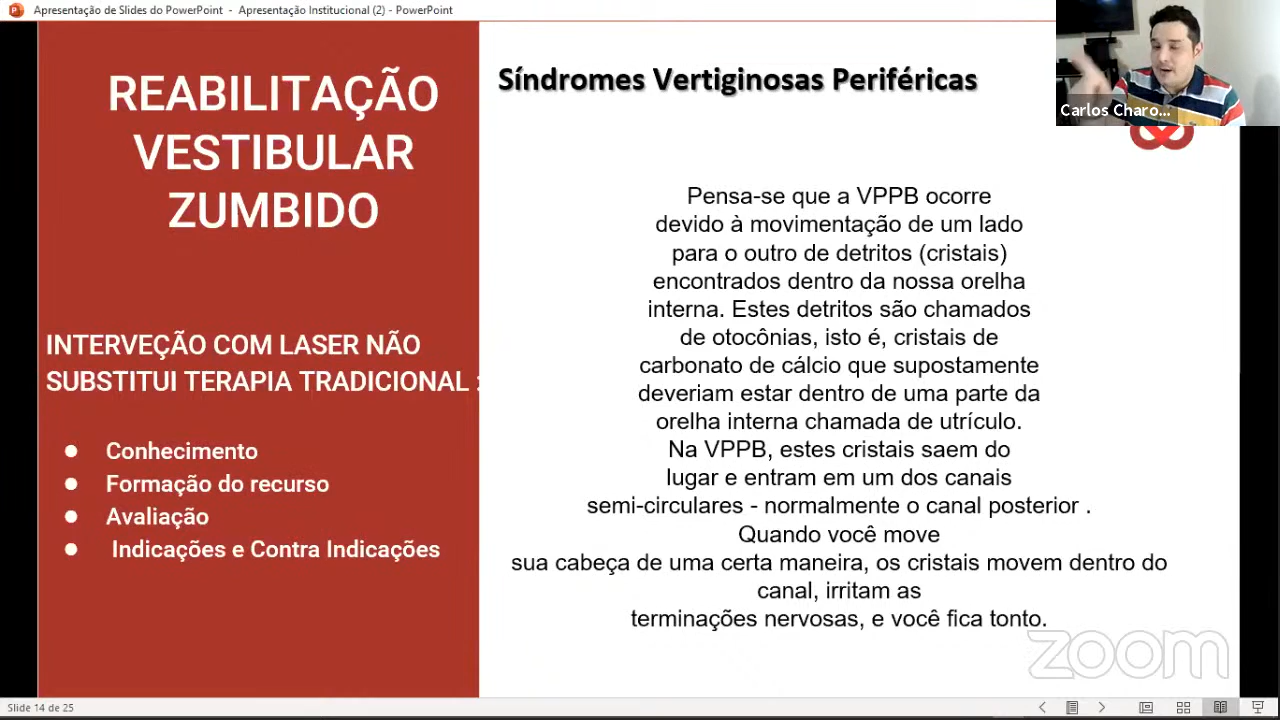 Apresentação de Slides do PowerPoint - Apresentação Institucional (2) - PowerPoint
REABILITAÇÃO
VESTIBULAR
ZUMBIDO
INTERVEÇÃO COM LASER NÃO
SUBSTITUI TERAPIA TRADICIONAL :
● Conhecimento
● Formação do recurso
● Avaliação
● Indicações e Contra Indicações
Síndromes Vertiginosas Periféricas
Carlos Charo...
Pensa-se que a VPPB ocorre
devido à movimentação de um lado
para o outro de detritos (cristais)
encontrados dentro da nossa orelha
interna. Estes detritos são chamados
de otocônias, isto é, cristais de
carbonato de cálcio que supostamente
deveriam estar dentro de uma parte da
orelha interna chamada de utrículo.
Na VPPB, estes cristais saem do
lugar e entram em um dos canais
semi-circulares - normalmente o canal posterior .
Quando você move
sua cabeça de uma certa maneira, os cristais movem dentro do
canal, irritam as
terminações nervosas, e você fica tonto.
zoom
Slide 14 de 25